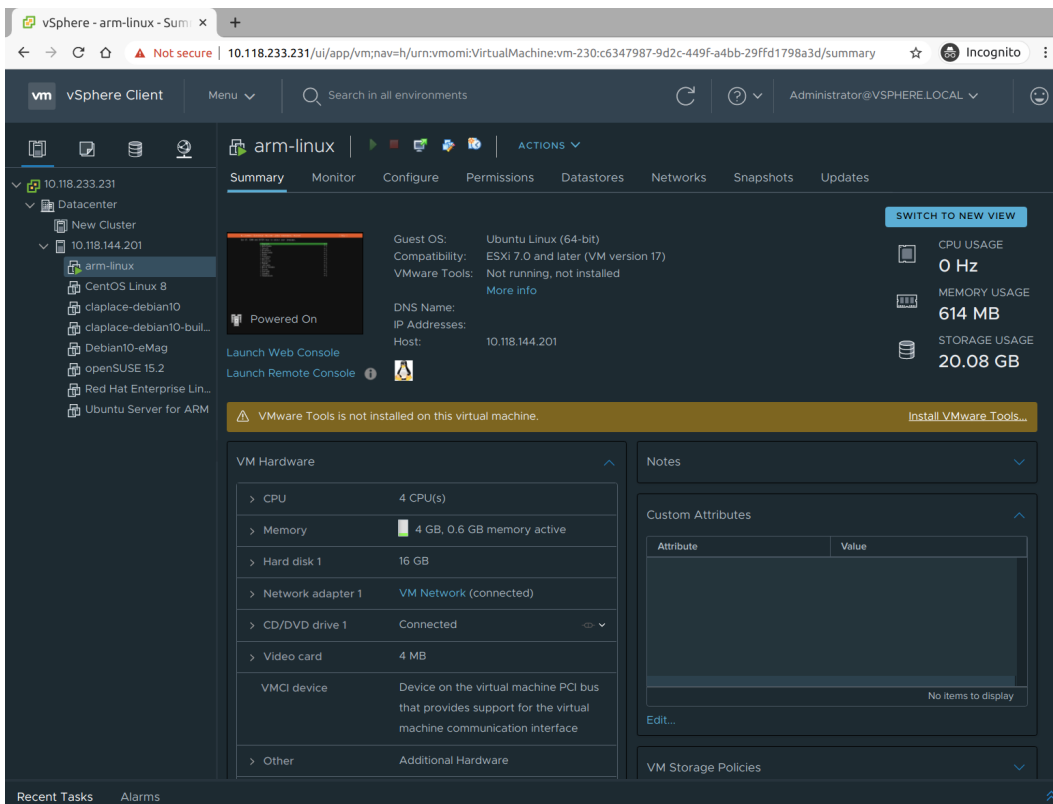 vSphere - arm-linux - Sum
Not secure | 10.118.233.231/ui/app/vm;nav=h/urn:vmomi:VirtualMachine:vm-230:c6347987-9d2c-449f-a4bb-29ffd1798a3d/summary
Incognito
vm vSphere Client Menu Search in all environments Administrator@VSPHERE.LOCAL
arm-linux ACTIONS
Summary Monitor Configure Permissions Datastores Networks Snapshots Updates
10.118.233.231
Datacenter
New Cluster
10.118.144.201
arm-linux
CentOS Linux 8
claplace-debian10
claplace-debian10-buil...
Debian10-eMag
openSUSE 15.2
Red Hat Enterprise Lin...
Ubuntu Server for ARM
Powered On
Launch Web Console
Launch Remote Console
Guest OS: Ubuntu Linux (64-bit)
Compatibility: ESXi 7.0 and later (VM version 17)
VMware Tools: Not running, not installed
More info
DNS Name:
IP Addresses:
Host: 10.118.144.201
SWITCH TO NEW VIEW
CPU USAGE
0 Hz
MEMORY USAGE
614 MB
STORAGE USAGE
20.08 GB
VMware Tools is not installed on this virtual machine. Install VMware Tools...
VM Hardware
CPU 4 CPU(s)
Memory 4 GB, 0.6 GB memory active
Hard disk 1 16 GB
Network adapter 1 VM Network (connected)
CD/DVD drive 1 Connected
Video card 4 MB
VMCI device Device on the virtual machine PCI bus
that provides support for the virtual
machine communication interface
Other Additional Hardware
Notes
Custom Attributes
Attribute Value
No items to display
Edit...
VM Storage Policies
Recent Tasks Alarms